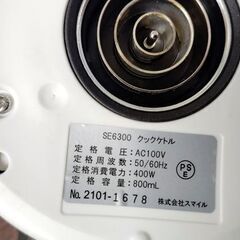 SE6300 クックケトル
定格電圧:AC100V
定格周波数:50/60Hz
定格消費電力:400W
定格容量:800mL
PSE
No. 2101-1678
株式会社スマイル